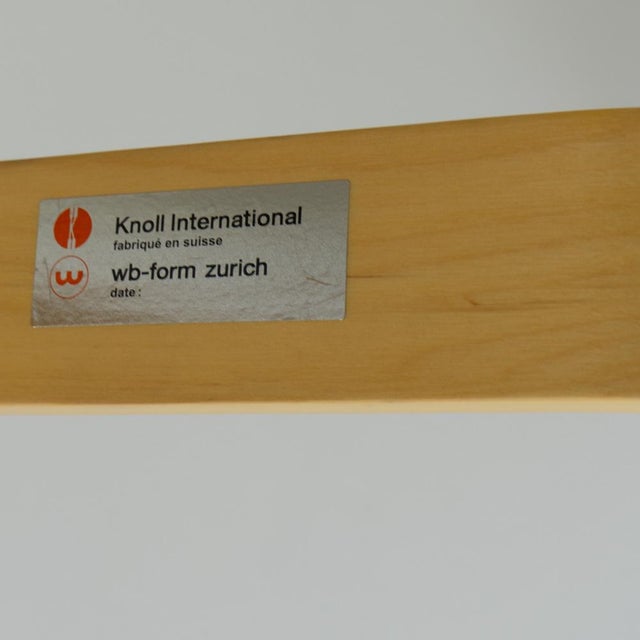 Knoll International
fabriqué en suisse
wb-form zurich
date: